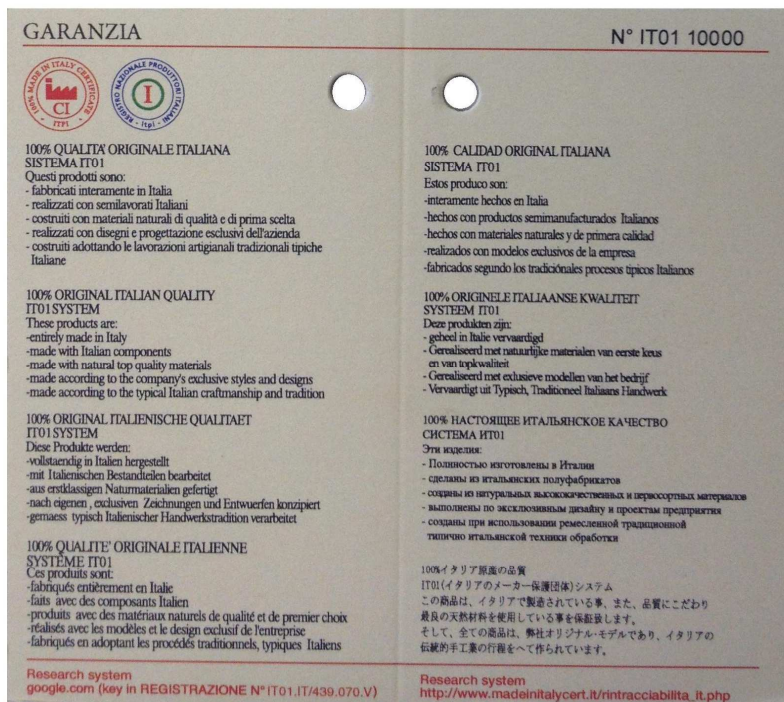 GARANZIA
N° IT01 10000
100% MADE IN ITALY CERTIFICATE
CI
ITPI
REGISTRO NAZIONALE PRODUTTORI ITALIANI
I
itpi
100% QUALITA' ORIGINALE ITALIANA
SISTEMA IT01
Questi prodotti sono:
- fabbricati interamente in Italia
- realizzati con semilavorati Italiani
- costruiti con materiali naturali di qualità e di prima scelta
- realizzati con disegni e progettazione esclusivi dell'azienda
- costruiti adottando le lavorazioni artigianali tradizionali tipiche
Italiane
100% ORIGINAL ITALIAN QUALITY
IT01 SYSTEM
These products are:
-entirely made in Italy
-made with Italian components
-made with natural top quality materials
-made according to the company's exclusive styles and designs
-made according to the typical Italian craftmanship and tradition
100% ORIGINAL ITALIENISCHE QUALITAET
IT01 SYSTEM
Diese Produkte werden:
-vollstaendig in Italien hergestellt
-mit Italienischen Bestandteilen bearbeitet
-aus erstklassigen Naturmaterialien gefertigt
-nach eigenen , exclusiven Zeichnungen und Entwuerfen konzipiert
-gemaess typisch Italienischer Handwerkstradition verarbeitet
100% QUALITE' ORIGINALE ITALIENNE
SYSTÈME IT01
Ces produits sont:
-fabriqués entièrement en Italie
-faits avec des composants Italien
-produits avec des matériaux naturels de qualité et de premier choix
-réalisés avec les modèles et le design exclusif de l'entreprise
-fabriqués en adoptant les procédés traditionnels, typiques Italiens
Research system
google.com (key in REGISTRAZIONE N° IT01.IT/439.070.V)
100% CALIDAD ORIGINAL ITALIANA
SISTEMA IT01
Estos produco son:
-interamente hechos en Italia
-hechos con productos semimanufacturados Italianos
-hechos con materiales naturales y de primera calidad
-realizados con modelos exclusivos de la empresa
-fabricados segundo los tradiciónales procesos tipicos Italianos
100% ORIGINELE ITALIAANSE KWALITEIT
SYSTEEM IT01
Deze produkten zijn:
- geheel in Italie vervaardigd
- Gerealiseerd met natuurlijke materialen van eerste keus
en van topkwaliteit
- Gerealiseerd met exlusieve modellen van het bedrijf
- Vervaardigt uit Typisch, Traditioneel Italiaans Handwerk
100% НАСТОЯЩЕЕ ИТАЛЬЯНСКОЕ КАЧЕСТВО
СИСТЕМА ИТ01
Эти изделия:
- Полностью изготовлены в Италии
- сделаны из итальянских полуфабрикатов
- созданы из натуральных высококачественных и первосортных материалов
- выполнены по эксклюзивным дизайну и проектам предприятия
- созданы при использовании ремесленной традиционной
типично итальянской техники обработки
100%イタリア原産の品質
IT01(イタリアのメーカー保護団体)システム
この商品は、イタリアで製造されている事、また、品質にこだわり
最良の天然材料を使用している事を保証致します。
そして、全ての商品は、弊社オリジナル・モデルであり、イタリアの
伝統的手工業の行程をへて作られています。
Research system
http://www.madeinitalycert.it/rintracciabilita_it.php